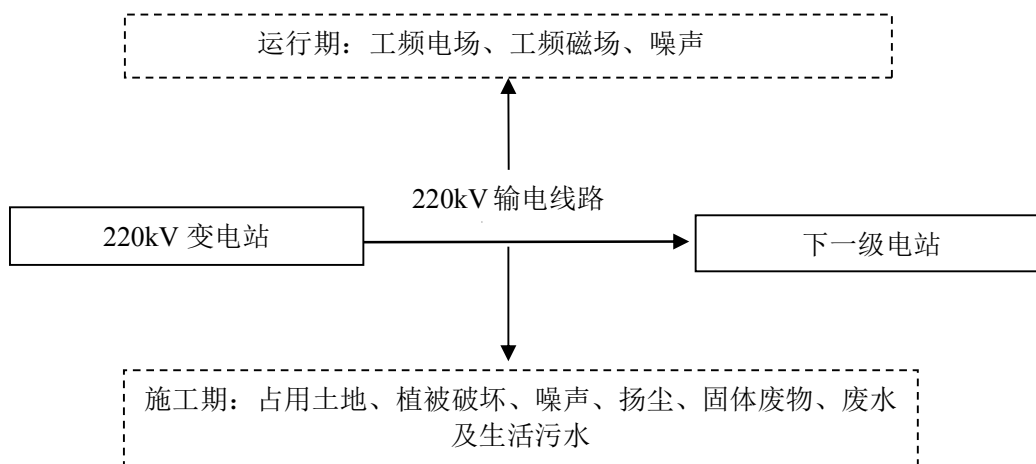 运行期：工频电场、工频磁场、噪声
220kV 输电线路
220kV 变电站
下一级电站
施工期：占用土地、植被破坏、噪声、扬尘、固体废物、废水
及生活污水